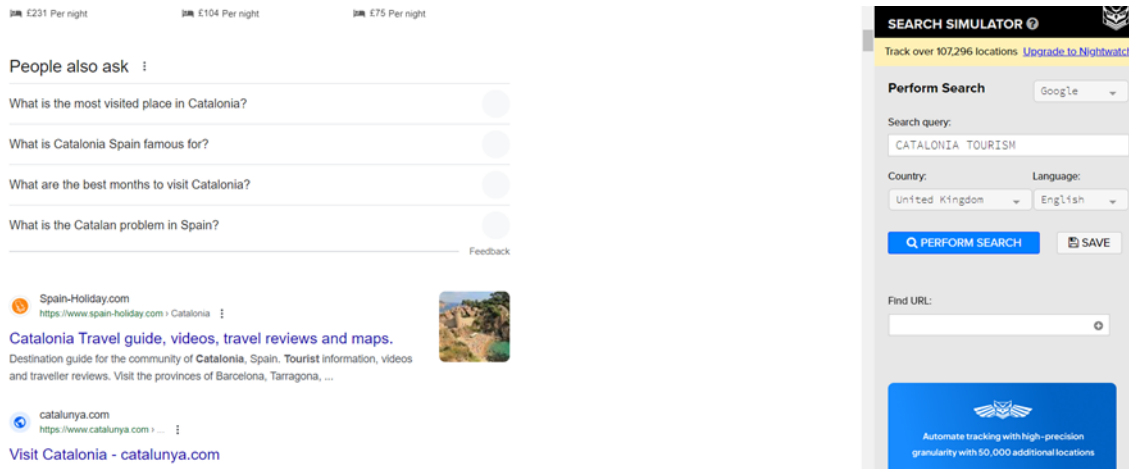 £231 Per night
£104 Per night
£75 Per night
People also ask
What is the most visited place in Catalonia?
What is Catalonia Spain famous for?
What are the best months to visit Catalonia?
What is the Catalan problem in Spain?
Feedback
Spain-Holiday.com
https://www.spain-holiday.com › Catalonia
Catalonia Travel guide, videos, travel reviews and maps.
Destination guide for the community of Catalonia, Spain. Tourist information, videos
and traveller reviews. Visit the provinces of Barcelona, Tarragona, ...
catalunya.com
https://www.catalunya.com › ...
Visit Catalonia - catalunya.com
SEARCH SIMULATOR
Track over 107,296 locations Upgrade to Nightwatch
Perform Search
Google
Search query:
CATALONIA TOURISM
Country:
Language:
United Kingdom
English
PERFORM SEARCH
SAVE
Find URL:
Automate tracking with high-precision
granularity with 50,000 additional locations